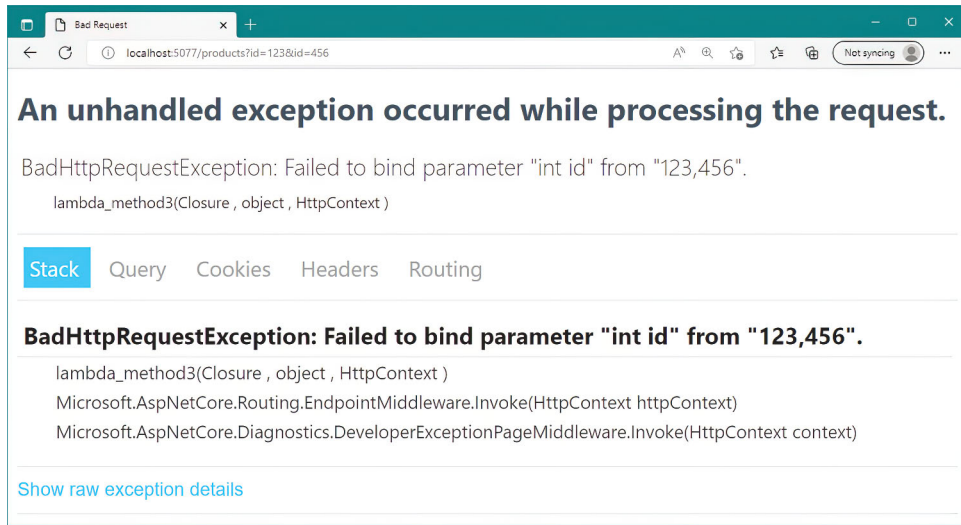 Bad Request
localhost:5077/products?id=123&id=456
Not syncing
An unhandled exception occurred while processing the request.
BadHttpRequestException: Failed to bind parameter "int id" from "123,456".
lambda_method3(Closure , object , HttpContext )
Stack Query Cookies Headers Routing
BadHttpRequestException: Failed to bind parameter "int id" from "123,456".
lambda_method3(Closure , object , HttpContext )
Microsoft.AspNetCore.Routing.EndpointMiddleware.Invoke(HttpContext httpContext)
Microsoft.AspNetCore.Diagnostics.DeveloperExceptionPageMiddleware.Invoke(HttpContext context)
Show raw exception details